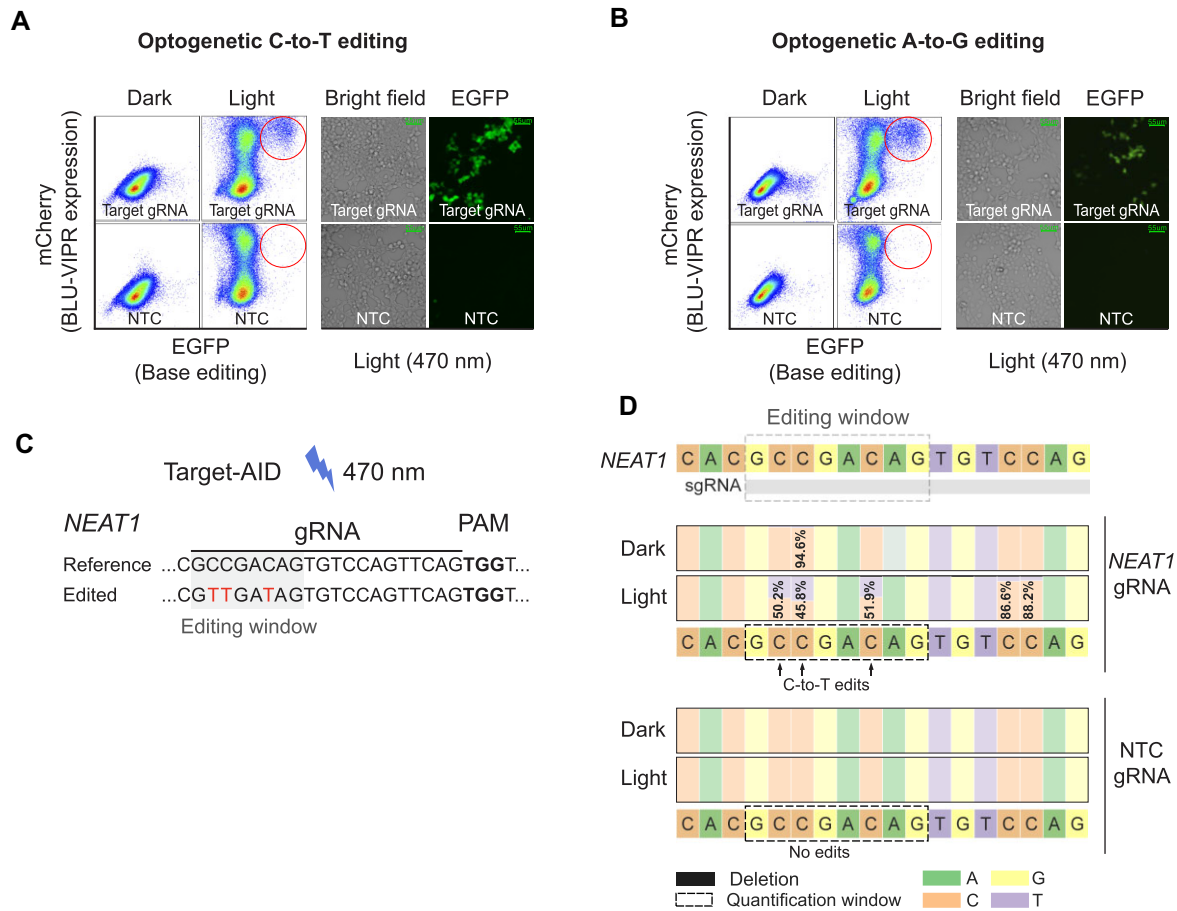 A
Optogenetic C-to-T editing
Dark Light Bright field EGFP
mCherry
(BLU-VIPR expression)
Target gRNA Target gRNA Target gRNA Target gRNA
55um
NTC NTC NTC NTC
EGFP
(Base editing)
Light (470 nm)
B
Optogenetic A-to-G editing
Dark Light Bright field EGFP
mCherry
(BLU-VIPR expression)
55um
Target gRNA Target gRNA Target gRNA Target gRNA
55um
NTC NTC NTC NTC
EGFP
(Base editing)
Light (470 nm)
C
Target-AID 470 nm
NEAT1 gRNA PAM
Reference ...CGCCGACAGTGTCCAGTTCAGTGGT...
Edited ...CGTTGATAGTGTCCAGTTCAGTGGT...
Editing window
D
Editing window
NEAT1 C A C G C C G A C A G T G T C C A G
sgRNA
Dark 94.6%
Light 50.2% 45.8% 51.9% 86.6% 88.2%
C A C G C C G A C A G T G T C C A G
C-to-T edits
NEAT1
gRNA
Dark
Light
C A C G C C G A C A G T G T C C A G
No edits
NTC
gRNA
Deletion A G
Quantification window C T